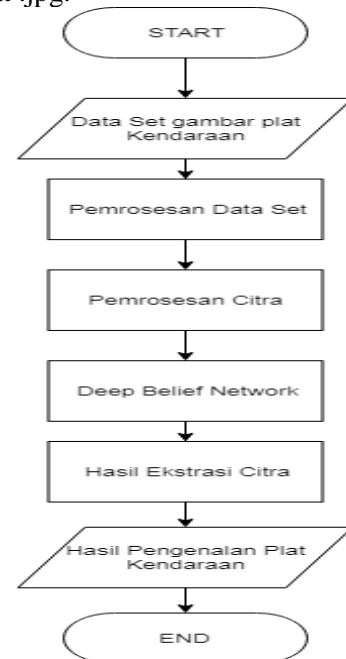 .jpg.
START
Data Set gambar plat
Kendaraan
Pemrosesan Data Set
Pemrosesan Citra
Deep Belief Network
Hasil Ekstrasi Citra
Hasil Pengenalan Plat
Kendaraan
END